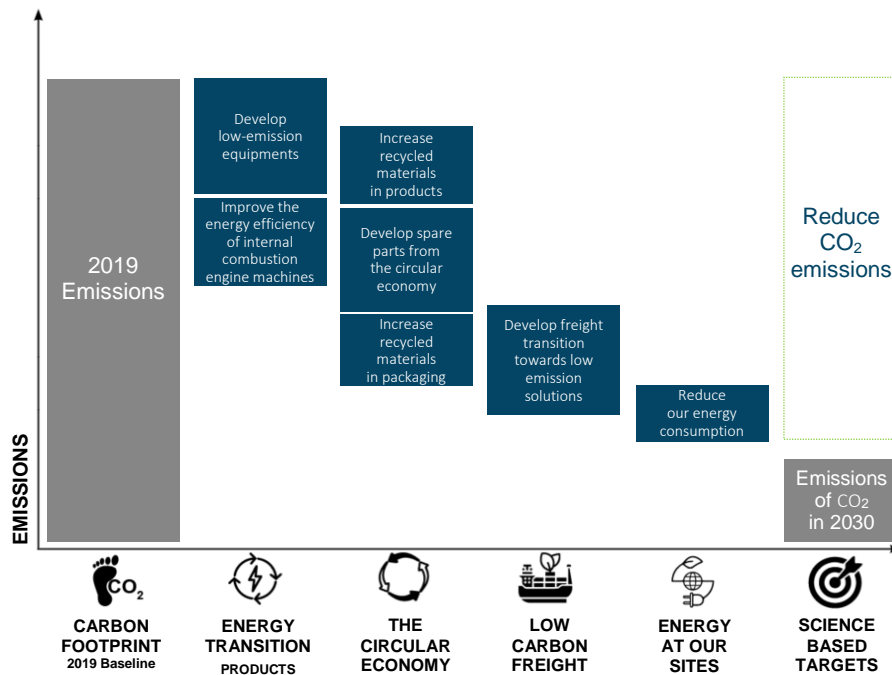 EMISSIONS
2019
Emissions
Develop
low-emission
equipments
Improve the
energy efficiency
of internal
combustion
engine machines
Increase
recycled
materials
in products
Develop spare
parts from
the circular
economy
Increase
recycled
materials
in packaging
Develop freight
transition
towards low
emission
solutions
Reduce
our energy
consumption
Reduce
CO₂
emissions
Emissions
of CO₂
in 2030
CO₂
CARBON
FOOTPRINT
2019 Baseline
ENERGY
TRANSITION
PRODUCTS
THE
CIRCULAR
ECONOMY
LOW
CARBON
FREIGHT
ENERGY
AT OUR
SITES
SCIENCE
BASED
TARGETS